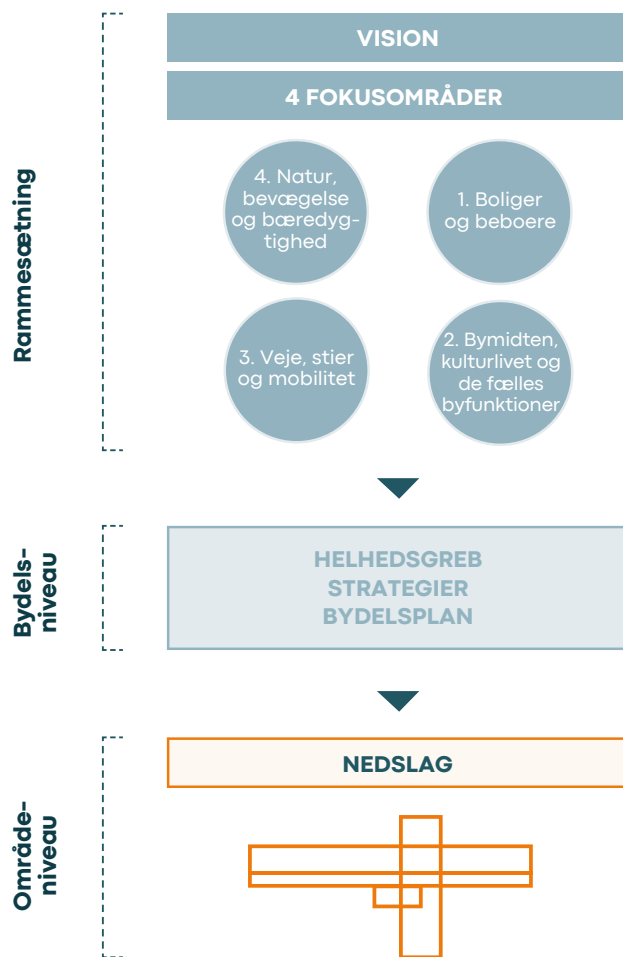 Rammesætning
VISION
4 FOKUSOMRÅDER
4. Natur,
bevægelse
og bæredyg-
tighed
1. Boliger
og beboere
3. Veje, stier
og mobilitet
2. Bymidten,
kulturlivet og
de fælles
byfunktioner
Bydels-
niveau
HELHEDSGREB
STRATEGIER
BYDELSPLAN
Område-
niveau
NEDSLAG